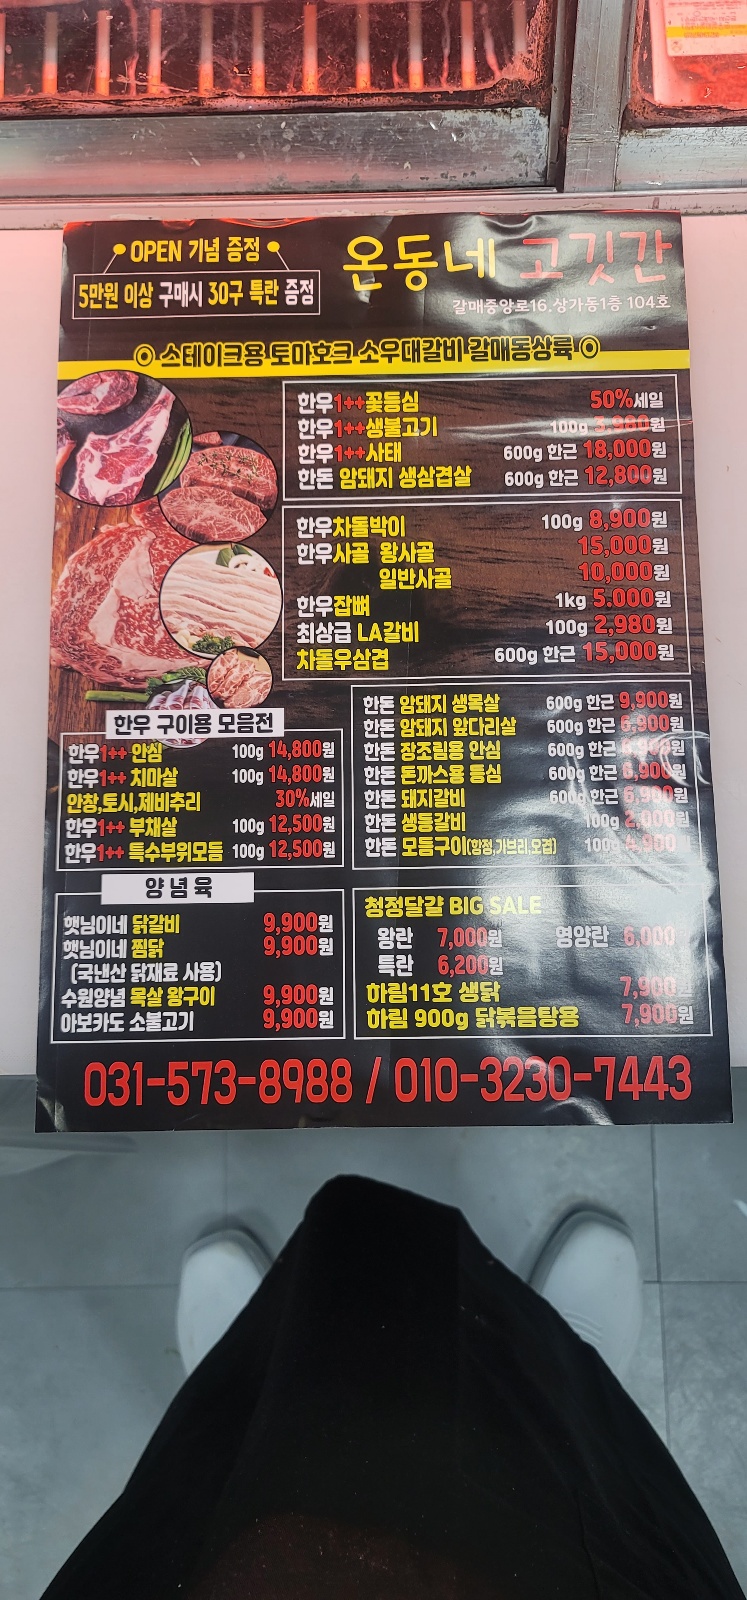 OPEN 기념 증정
5만원 이상 구매시 30구 특란 증정
온동네 고깃간
갈매중앙로16.상가동1층 104호
◎ 스테이크용 토마호크 소우대갈비 갈매동상륙 ◎
한우1++꽃등심 50%세일
한우1++생불고기 100g 3,980원
한우1++사태 600g 한근 18,000원
한돈 암돼지 생삼겹살 600g 한근 12,800원
한우차돌박이 100g 8,900원
한우사골 왕사골 15,000원
일반사골 10,000원
한우잡뼈 1kg 5.000원
최상급 LA갈비 100g 2,980원
차돌우삼겹 600g 한근 15,000원
한우 구이용 모음전
한우1++ 안심 100g 14,800원
한우1++ 치마살 100g 14,800원
안창,토시,제비추리 30%세일
한우1++ 부채살 100g 12,500원
한우1++ 특수부위모듬 100g 12,500원
한돈 암돼지 생목살 600g 한근 9,900원
한돈 암돼지 앞다리살 600g 한근 6,900원
한돈 장조림용 안심 600g 한근 원
한돈 돈까스용 등심 600g 한근 6,900원
한돈 돼지갈비 600g 한근 6,900원
한돈 생등갈비 100g 2,000원
한돈 모듬구이(항정,가브리,오겹) 100g 4,900
양념육
햇님이네 닭갈비 9,900원
햇님이네 찜닭 9,900원
(국낸산 닭재료 사용)
수원양념 목살 왕구이 9,900원
아보카도 소불고기 9,900원
청정달걀 BIG SALE
왕란 7,000원 영양란 6,000
특란 6,200원
하림11호 생닭 7,900원
하림 900g 닭볶음탕용 7,900원
031-573-8988 / 010-3230-7443